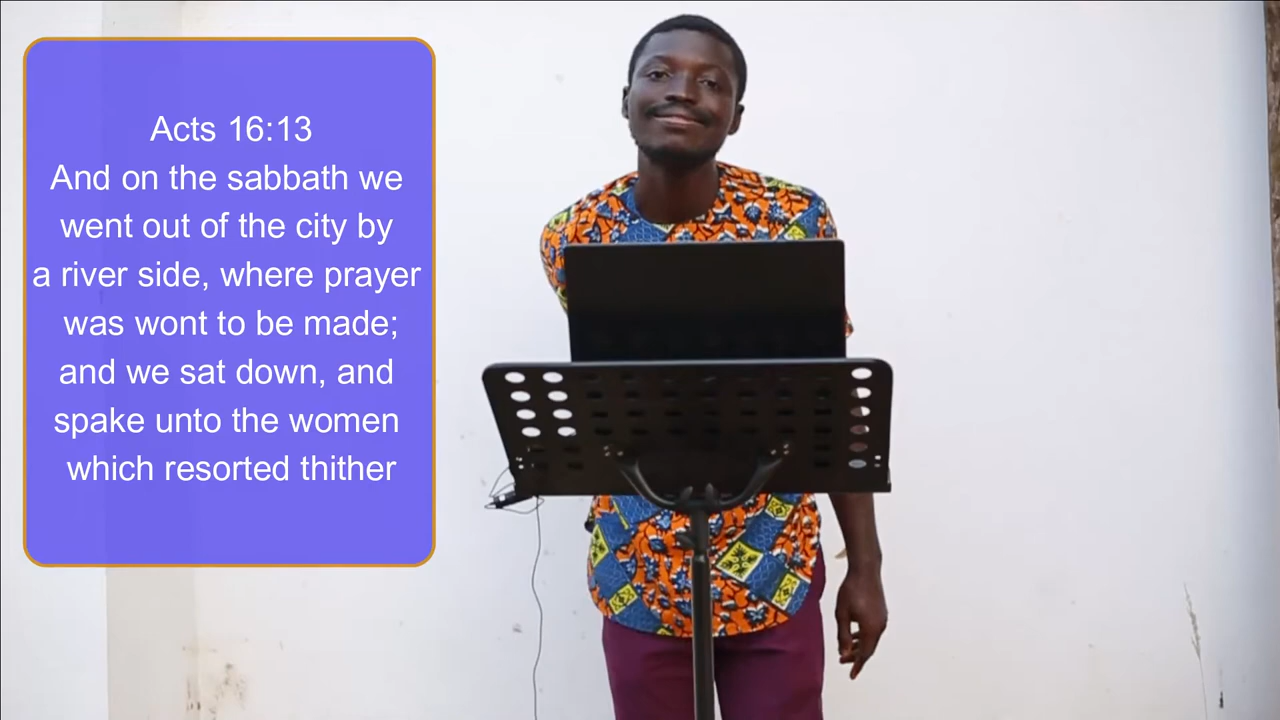 Acts 16:13
And on the sabbath we
went out of the city by
a river side, where prayer
was wont to be made;
and we sat down, and
spake unto the women
which resorted thither